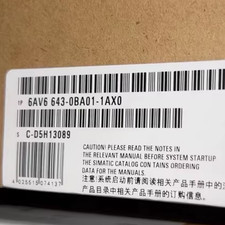 1P 6AV6 643-0BA01-1AX0
S C-D5H13089
CAUTION! PLEASE READ THE NOTES IN
THE RELEVANT MANUAL BEFORE SYSTEM STARTUP
THE SIMATIC CATALOG CONTAINS ORDERING
DATA FOR THE MANUALS.
注意:系统启动前请阅读相关产品手册中的注
产品目录中含有相关产品手册的订购信息.